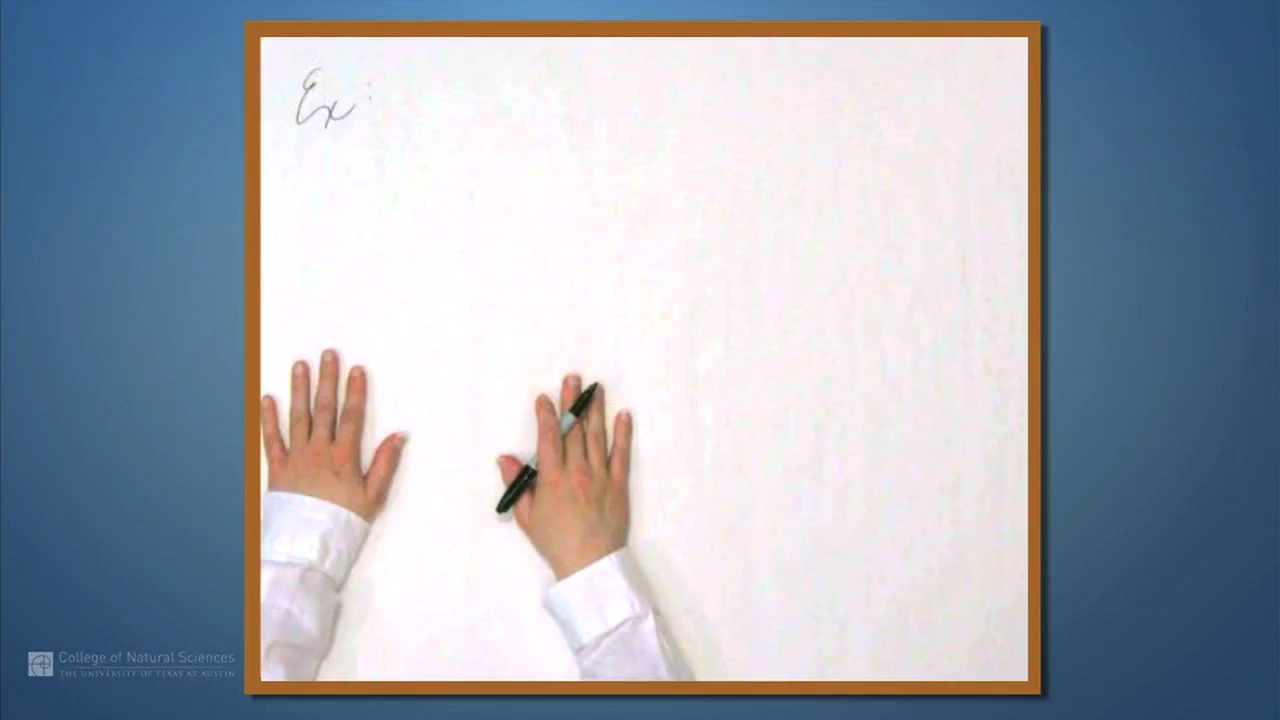 Ex:
College of Natural Sciences
THE UNIVERSITY OF TEXAS AT AUSTIN